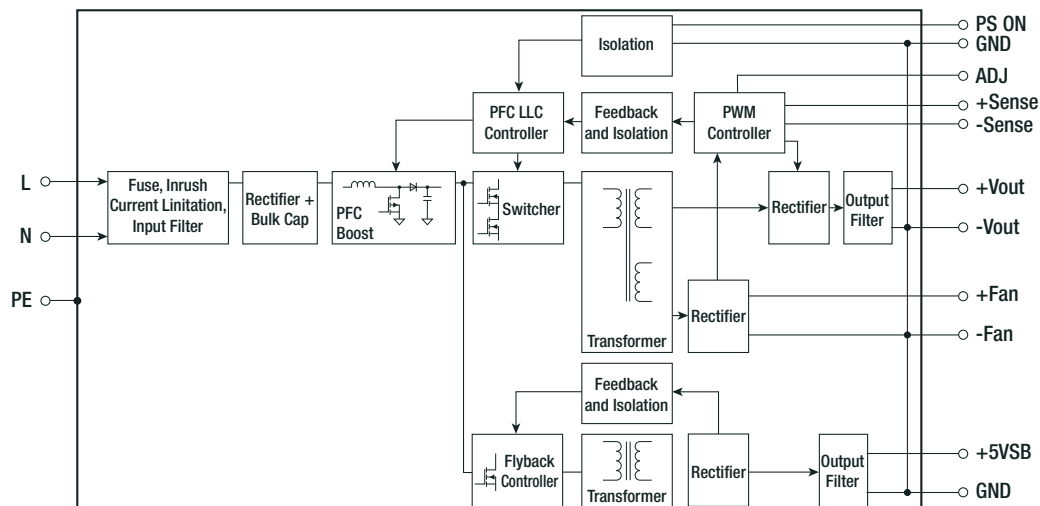 PS ON
Isolation
GND
ADJ
PFC LLC
Controller
Feedback
and Isolation
PWM
Controller
+Sense
-Sense
L
Fuse, Inrush
Current Linitation,
Input Filter
Rectifier +
Bulk Cap
PFC
Boost
Switcher
Transformer
Rectifier
Output
Filter
+Vout
-Vout
N
PE
Rectifier
+Fan
-Fan
Feedback
and Isolation
Flyback
Controller
Transformer
Rectifier
Output
Filter
+5VSB
GND